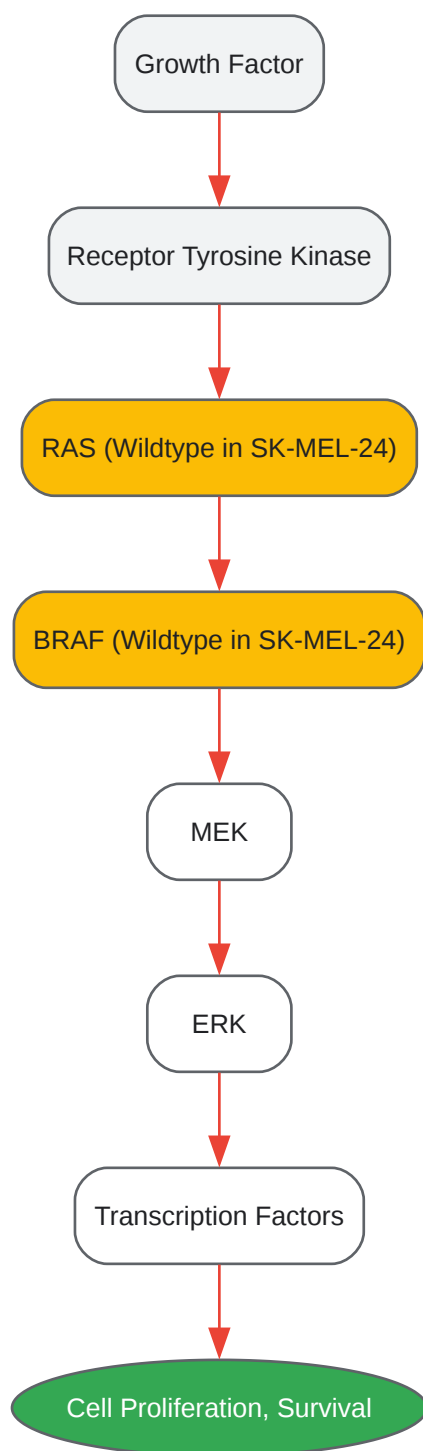 Growth Factor
Receptor Tyrosine Kinase
RAS (Wildtype in SK-MEL-24)
BRAF (Wildtype in SK-MEL-24)
MEK
ERK
Transcription Factors
Cell Proliferation, Survival